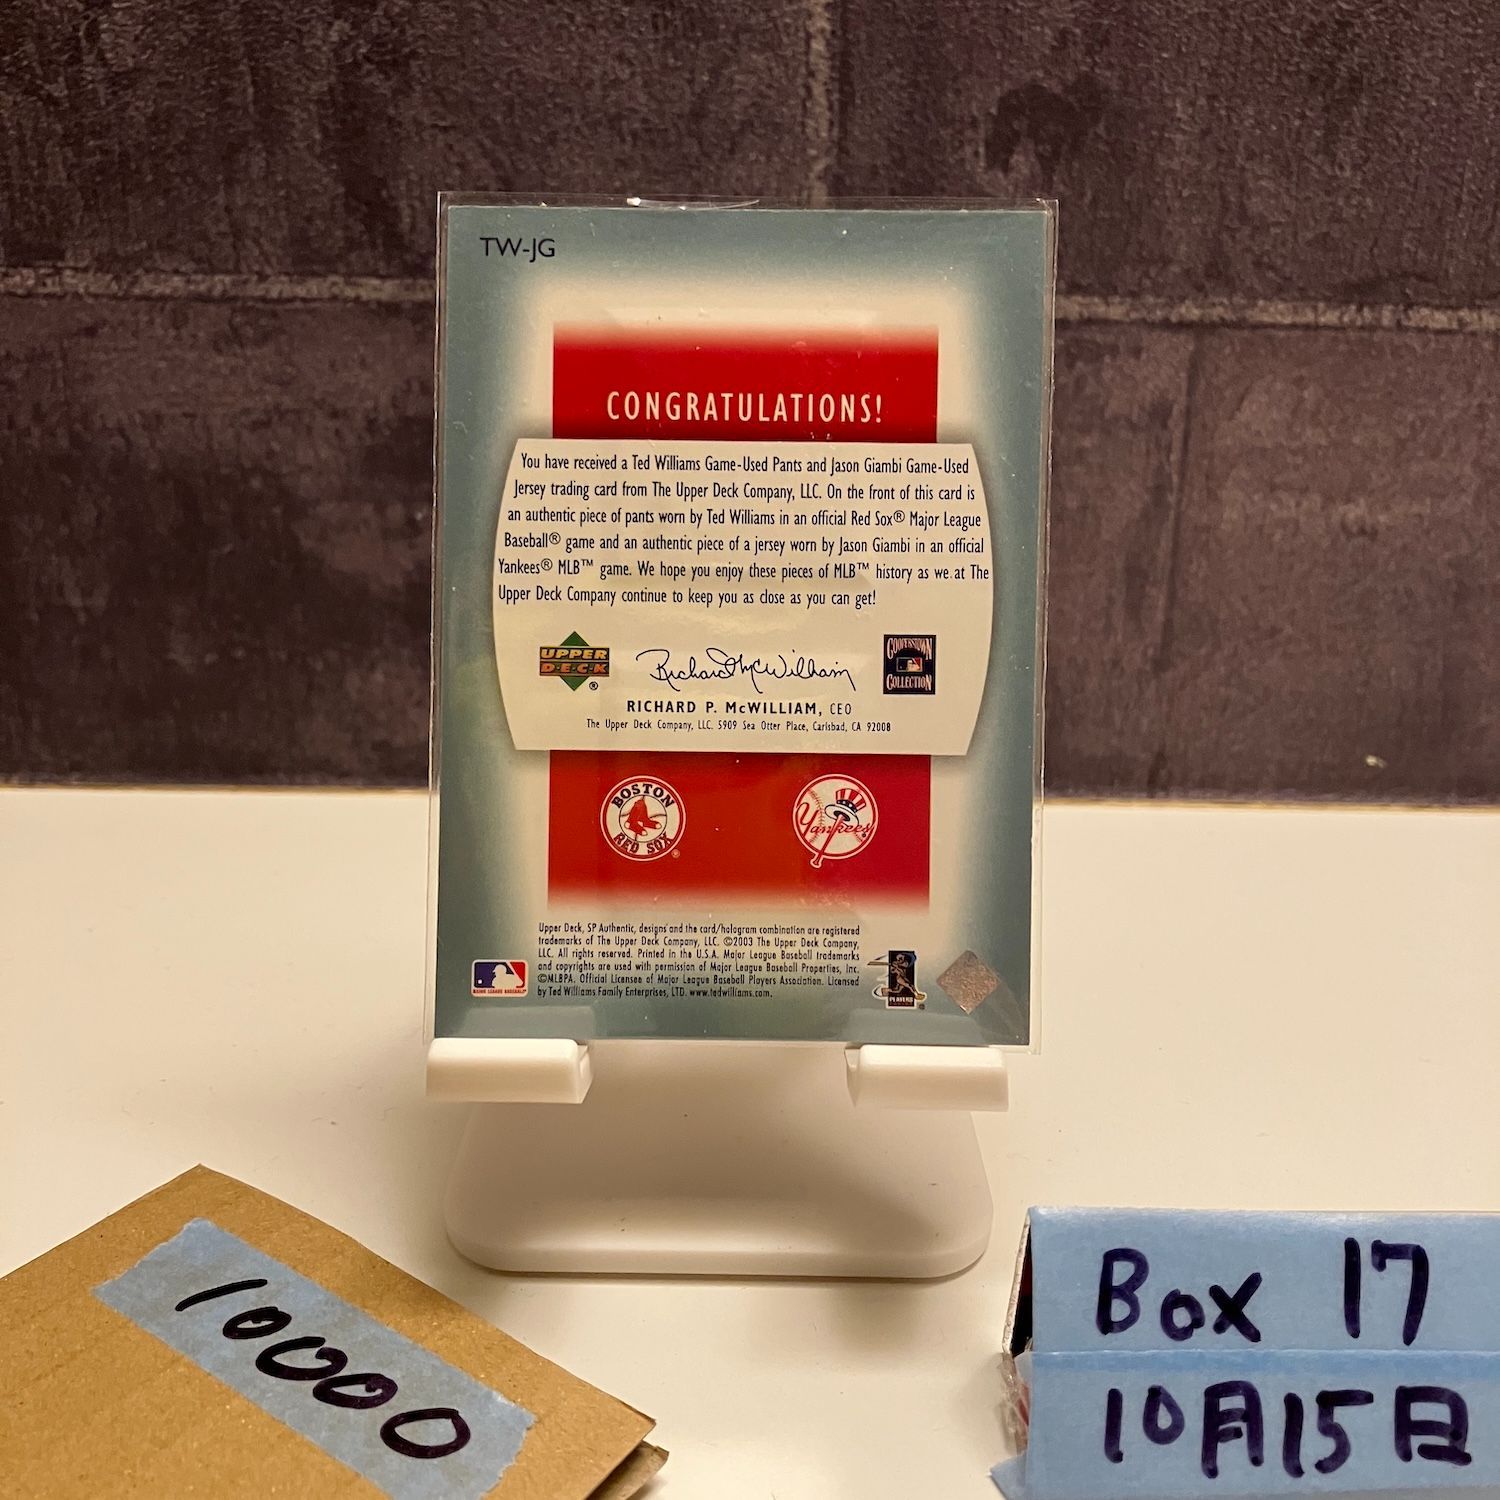 TW-JG
CONGRATULATIONS!
You have received a Ted Williams Game-Used Pants and Jason Giambi Game-Used
Jersey trading card from The Upper Deck Company, LLC. On the front of this card is
an authentic piece of pants worn by Ted Williams in an official Red Sox® Major League
Baseball® game and an authentic piece of a jersey worn by Jason Giambi in an official
Yankees® MLB™ game. We hope you enjoy these pieces of MLB™ history as we at The
Upper Deck Company continue to keep you as close as you can get!
UPPER
D·E·C·K
®
Richard McWilliam
COOPERSTOWN
COLLECTION
RICHARD P. McWILLIAM, CEO
The Upper Deck Company, LLC. 5909 Sea Otter Place, Carlsbad, CA 92008
BOSTON
RED SOX
®
Yankees
®
Upper Deck, SP Authentic, designs and the card/hologram combination are registered
trademarks of The Upper Deck Company, LLC. ©2003 The Upper Deck Company,
LLC. All rights reserved. Printed in the U.S.A. Major League Baseball trademarks
and copyrights are used with permission of Major League Baseball Properties, Inc.
©MLBPA. Official Licensee of Major League Baseball Players Association. Licensed
by Ted Williams Family Enterprises, LTD. www.tedwilliams.com.
MAJOR LEAGUE BASEBALL
PLAYERS
10000
Box 17
10月15日